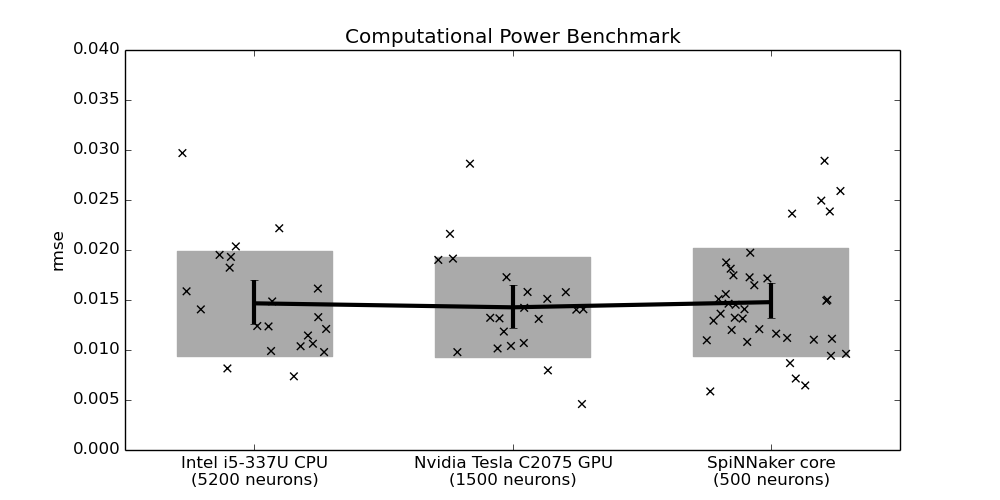 Computational Power Benchmark
0.040
0.035
0.030
0.025
0.020
0.015
0.010
0.005
0.000
rmse
Intel i5-337U CPU
(5200 neurons)
Nvidia Tesla C2075 GPU
(1500 neurons)
SpiNNaker core
(500 neurons)